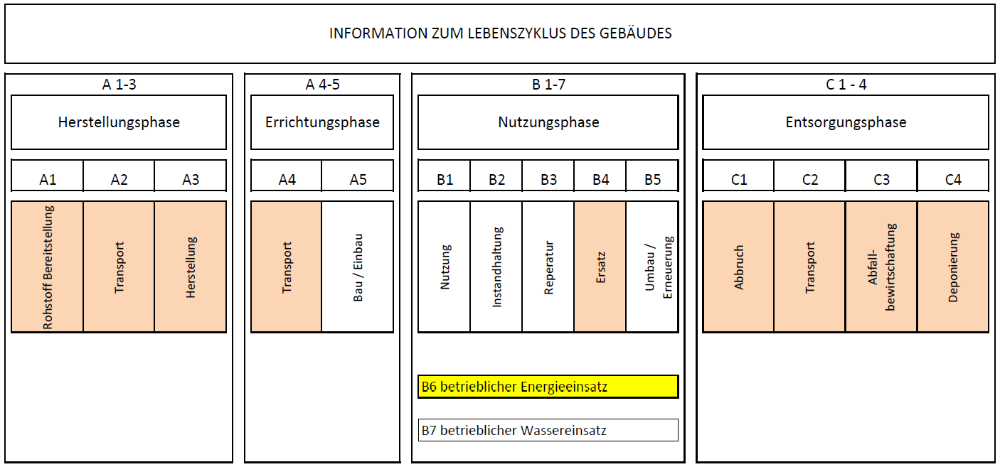 INFORMATION ZUM LEBENSZYKLUS DES GEBÄUDES
A 1-3
Herstellungsphase
A1
A2
A3
Rohstoff Bereitstellung
Transport
Herstellung
A 4-5
Errichtungsphase
A4
A5
Transport
Bau / Einbau
B 1-7
Nutzungsphase
B1
B2
B3
B4
B5
Nutzung
Instandhaltung
Reperatur
Ersatz
Umbau /
Erneuerung
B6 betrieblicher Energieeinsatz
B7 betrieblicher Wassereinsatz
C 1 - 4
Entsorgungsphase
C1
C2
C3
C4
Abbruch
Transport
Abfall-
bewirtschaftung
Deponierung